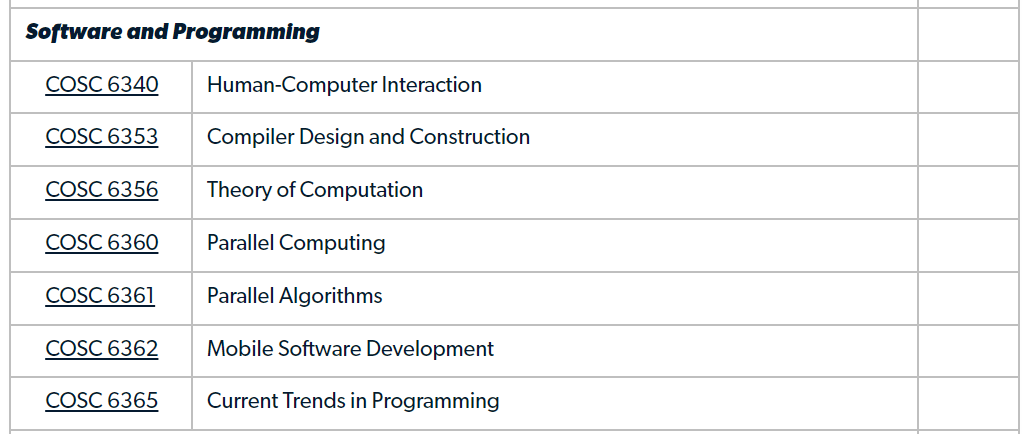 Software and Programming
COSC 6340 Human-Computer Interaction
COSC 6353 Compiler Design and Construction
COSC 6356 Theory of Computation
COSC 6360 Parallel Computing
COSC 6361 Parallel Algorithms
COSC 6362 Mobile Software Development
COSC 6365 Current Trends in Programming